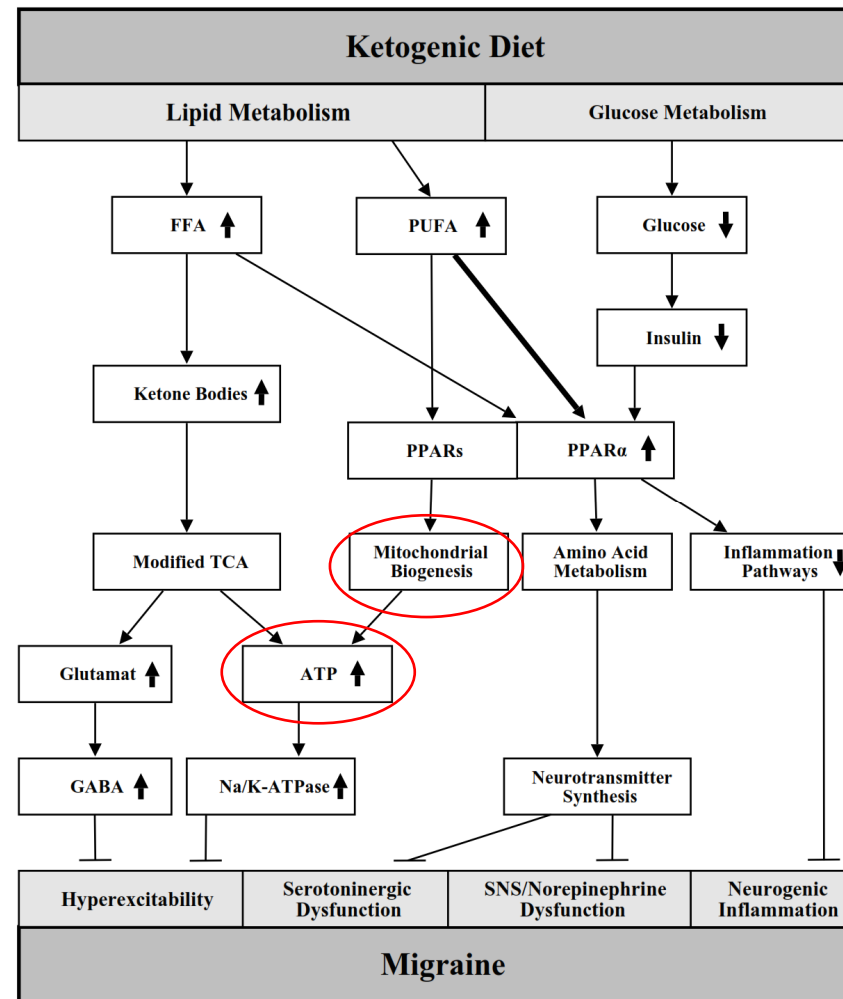 Ketogenic Diet
Lipid Metabolism
Glucose Metabolism
FFA
PUFA
Glucose
Insulin
Ketone Bodies
PPARs
PPARα
Modified TCA
Mitochondrial
Biogenesis
Amino Acid
Metabolism
Inflammation
Pathways
Glutamat
ATP
GABA
Na/K-ATPase
Neurotransmitter
Synthesis
Hyperexcitability
Serotoninergic
Dysfunction
SNS/Norepinephrine
Dysfunction
Neurogenic
Inflammation
Migraine